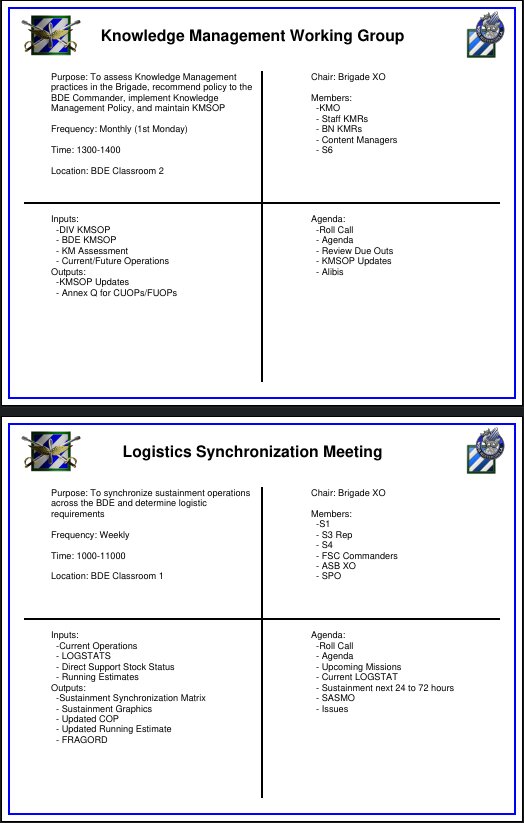 Knowledge Management Working Group
Purpose: To assess Knowledge Management
practices in the Brigade, recommend policy to the
BDE Commander, implement Knowledge
Management Policy, and maintain KMSOP
Frequency: Monthly (1st Monday)
Time: 1300-1400
Location: BDE Classroom 2
Chair: Brigade XO
Members:
-KMO
- Staff KMRs
- BN KMRs
- Content Managers
- S6
Inputs:
-DIV KMSOP
- BDE KMSOP
- KM Assessment
- Current/Future Operations
Outputs:
-KMSOP Updates
- Annex Q for CUOPs/FUOPs
Agenda:
-Roll Call
- Agenda
- Review Due Outs
- KMSOP Updates
- Alibis
Logistics Synchronization Meeting
Purpose: To synchronize sustainment operations
across the BDE and determine logistic
requirements
Frequency: Weekly
Time: 1000-11000
Location: BDE Classroom 1
Chair: Brigade XO
Members:
-S1
- S3 Rep
- S4
- FSC Commanders
- ASB XO
- SPO
Inputs:
-Current Operations
- LOGSTATS
- Direct Support Stock Status
- Running Estimates
Outputs:
-Sustainment Synchronization Matrix
- Sustainment Graphics
- Updated COP
- Updated Running Estimate
- FRAGORD
Agenda:
-Roll Call
- Agenda
- Upcoming Missions
- Current LOGSTAT
- Sustainment next 24 to 72 hours
- SASMO
- Issues